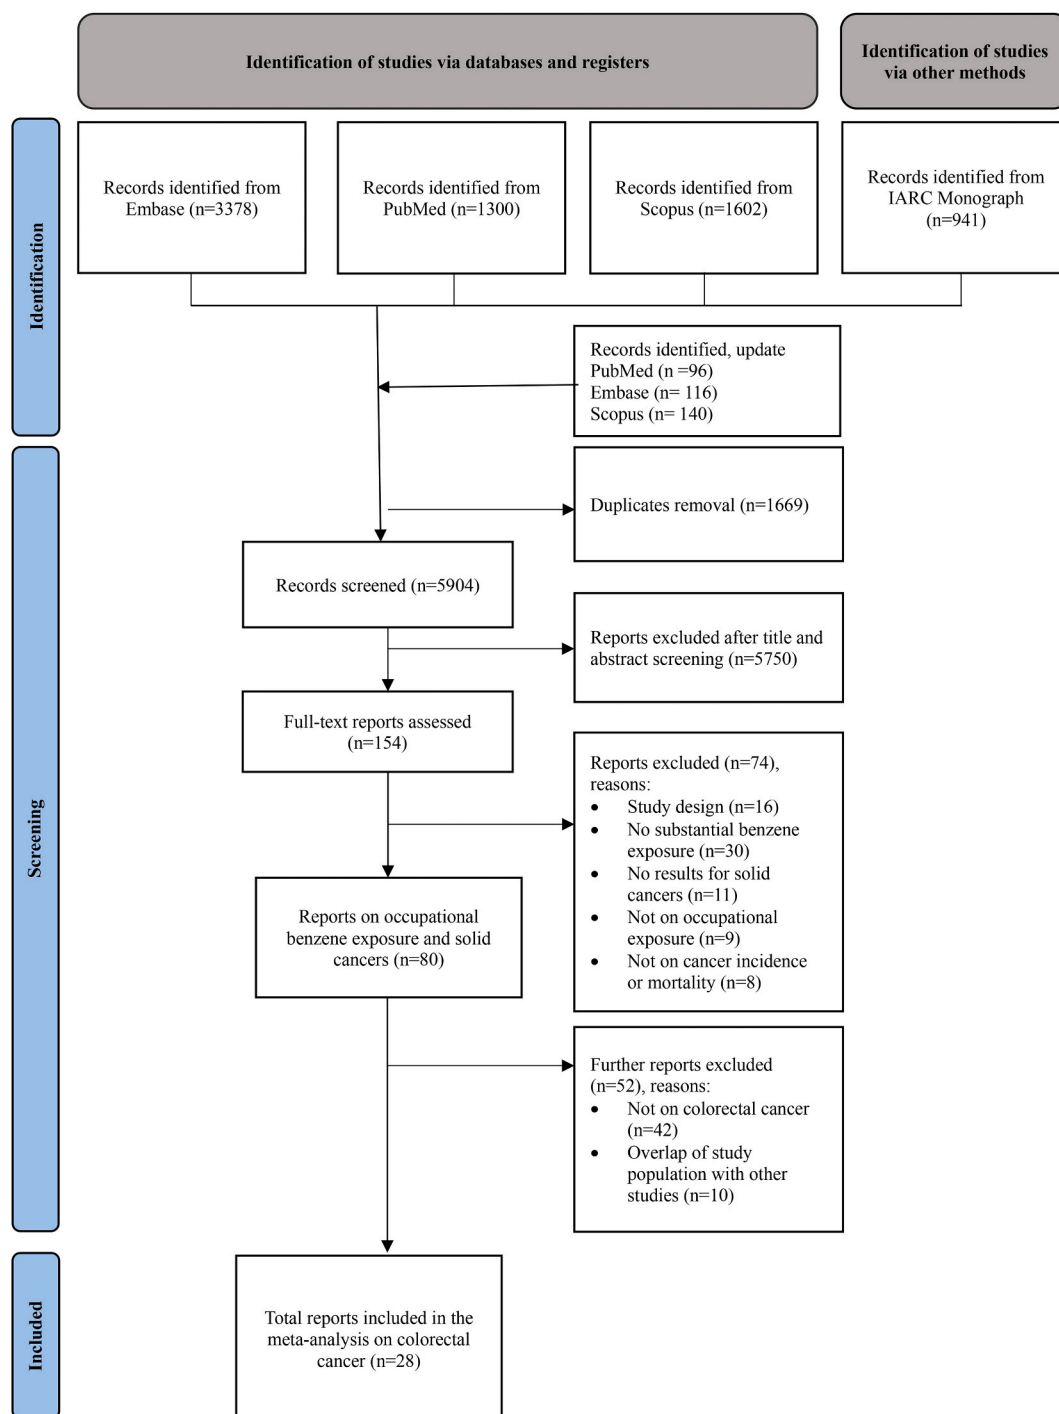 Identification of studies via databases and registers
Identification of studies
via other methods
Identification
Records identified from
Embase (n=3378)
Records identified from
PubMed (n=1300)
Records identified from
Scopus (n=1602)
Records identified from
IARC Monograph
(n=941)
Records identified, update
PubMed (n =96)
Embase (n= 116)
Scopus (n= 140)
Screening
Duplicates removal (n=1669)
Records screened (n=5904)
Reports excluded after title and
abstract screening (n=5750)
Full-text reports assessed
(n=154)
Reports excluded (n=74),
reasons:
• Study design (n=16)
• No substantial benzene
exposure (n=30)
• No results for solid
cancers (n=11)
• Not on occupational
exposure (n=9)
• Not on cancer incidence
or mortality (n=8)
Reports on occupational
benzene exposure and solid
cancers (n=80)
Further reports excluded
(n=52), reasons:
• Not on colorectal cancer
(n=42)
• Overlap of study
population with other
studies (n=10)
Included
Total reports included in the
meta-analysis on colorectal
cancer (n=28)